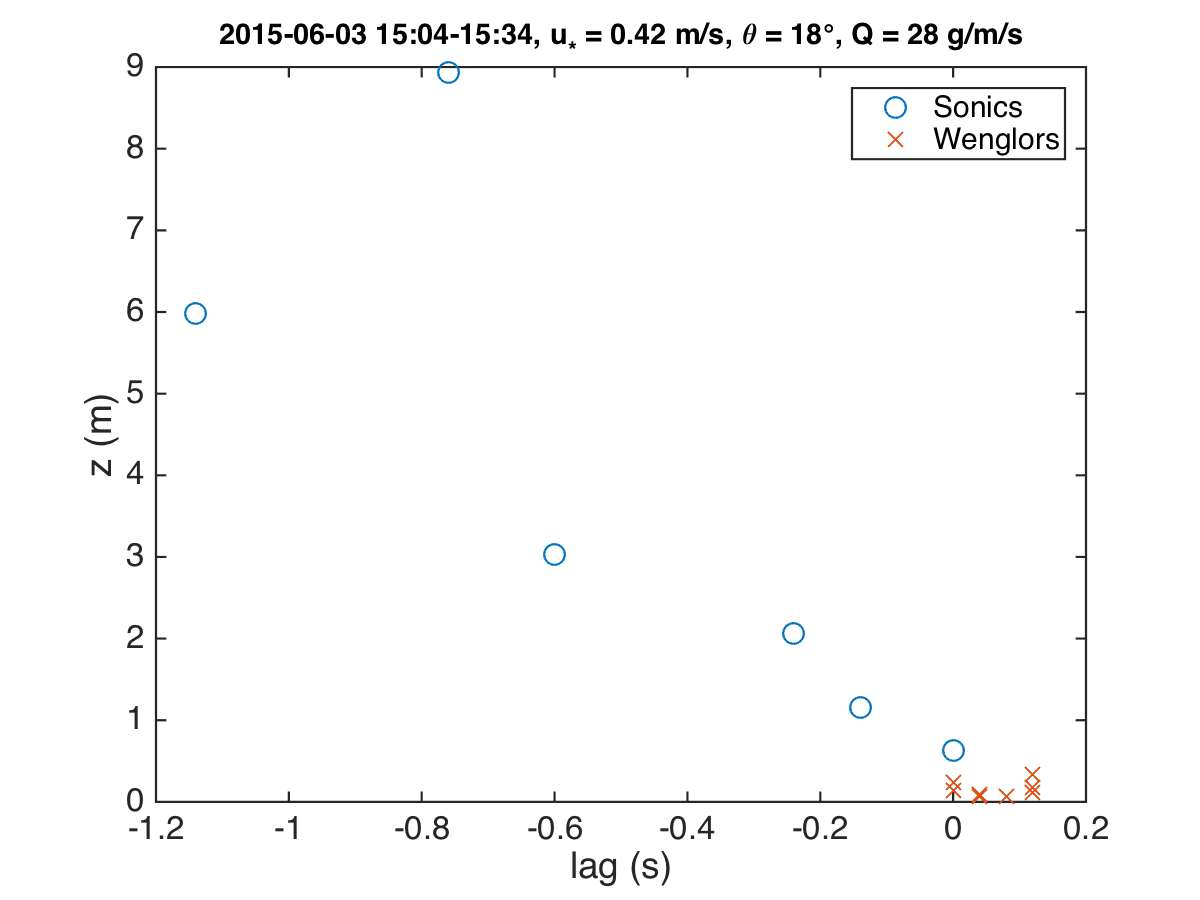 2015-06-03 15:04-15:34, u* = 0.42 m/s, θ = 18°, Q = 28 g/m/s
Sonics
Wenglors
9
8
7
6
5
4
3
2
1
0
z (m)
-1.2 -1 -0.8 -0.6 -0.4 -0.2 0 0.2
lag (s)